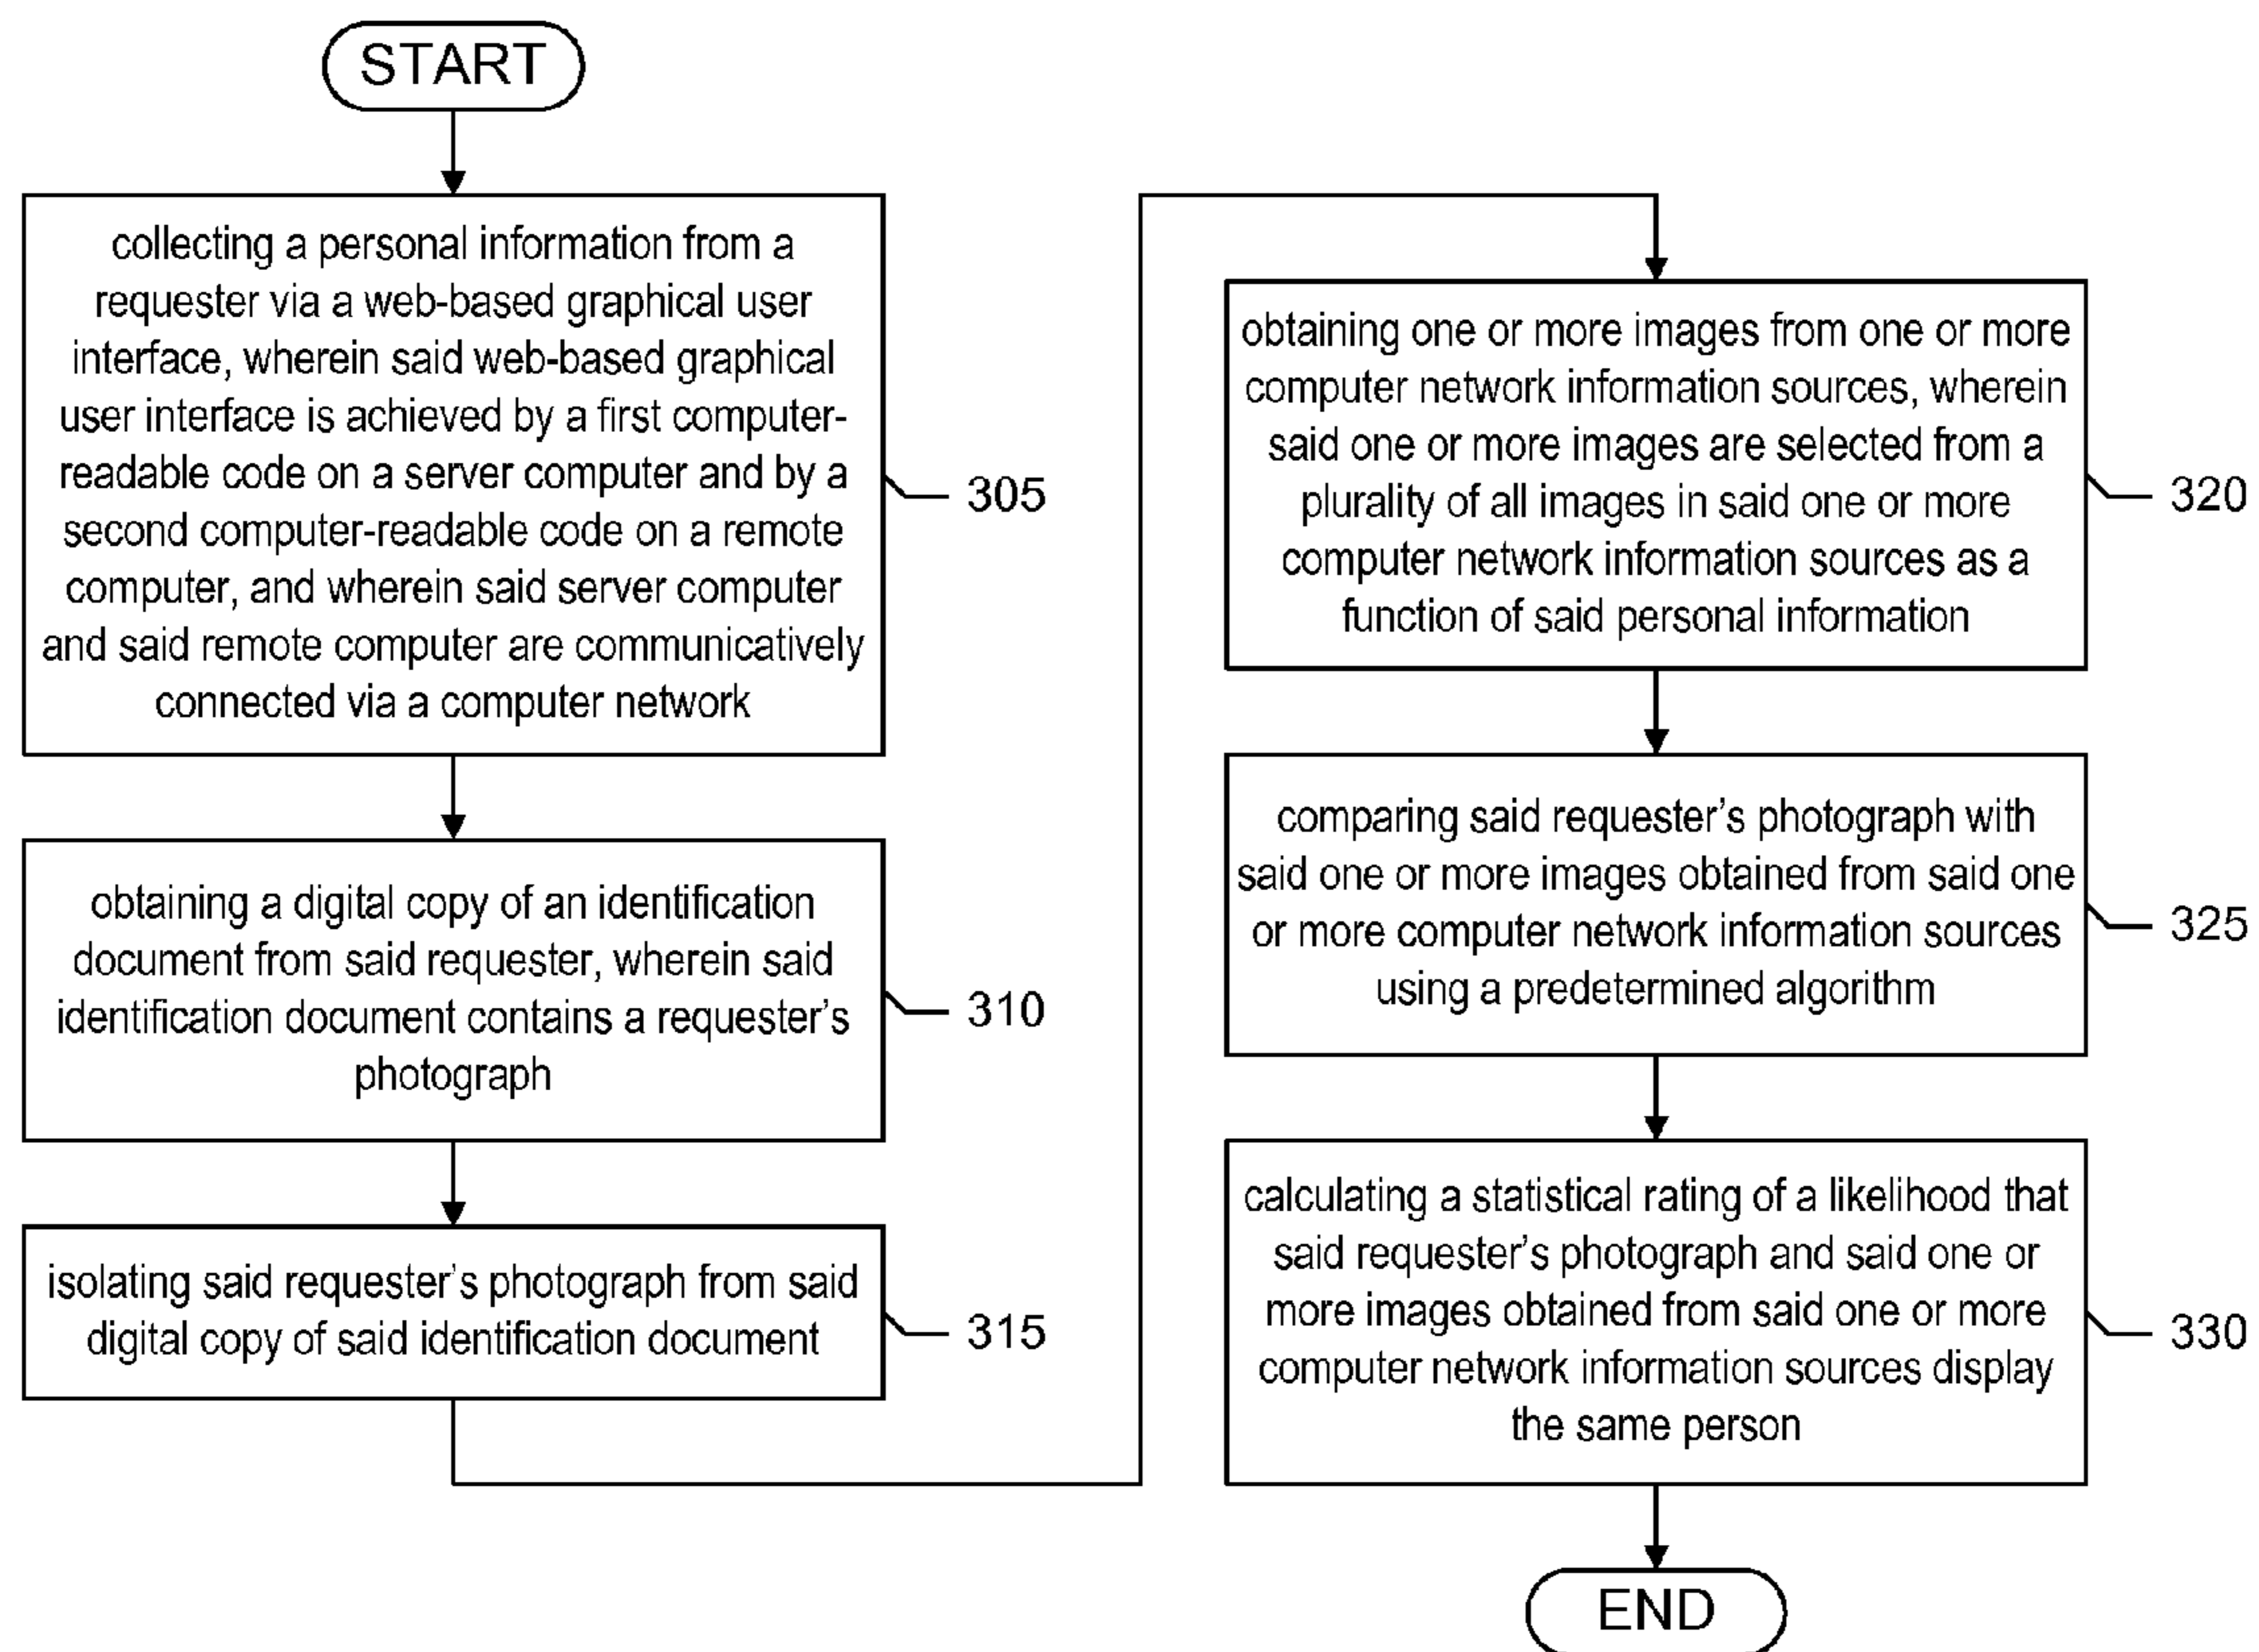 START
collecting a personal information from a
requester via a web-based graphical user
interface, wherein said web-based graphical
user interface is achieved by a first computer-
readable code on a server computer and by a
second computer-readable code on a remote
computer, and wherein said server computer
and said remote computer are communicatively
connected via a computer network
305
obtaining a digital copy of an identification
document from said requester, wherein said
identification document contains a requester's
photograph
310
isolating said requester's photograph from said
digital copy of said identification document
315
obtaining one or more images from one or more
computer network information sources, wherein
said one or more images are selected from a
plurality of all images in said one or more
computer network information sources as a
function of said personal information
320
comparing said requester's photograph with
said one or more images obtained from said one
or more computer network information sources
using a predetermined algorithm
325
calculating a statistical rating of a likelihood that
said requester's photograph and said one or
more images obtained from said one or more
computer network information sources display
the same person
330
END